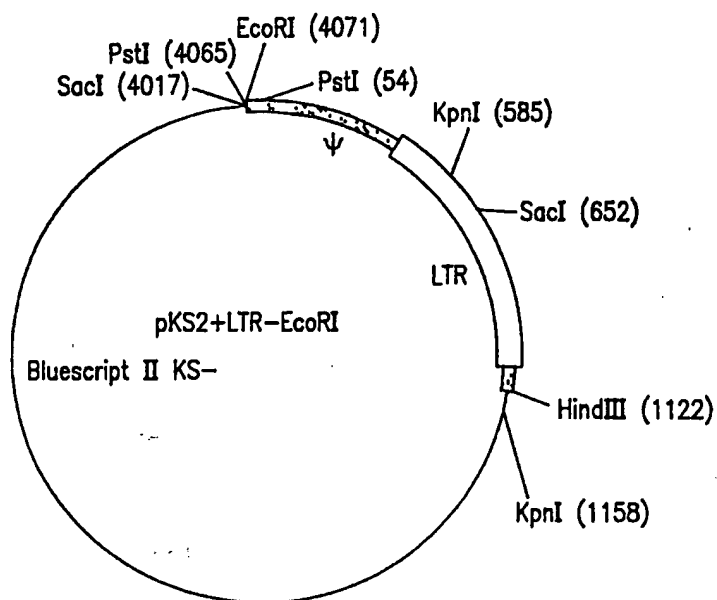 EcoRI (4071)
PstI (4065)
SacI (4017)
PstI (54)
KpnI (585)
ψ
SacI (652)
LTR
pKS2+LTR-EcoRI
Bluescript II KS-
HindIII (1122)
KpnI (1158)